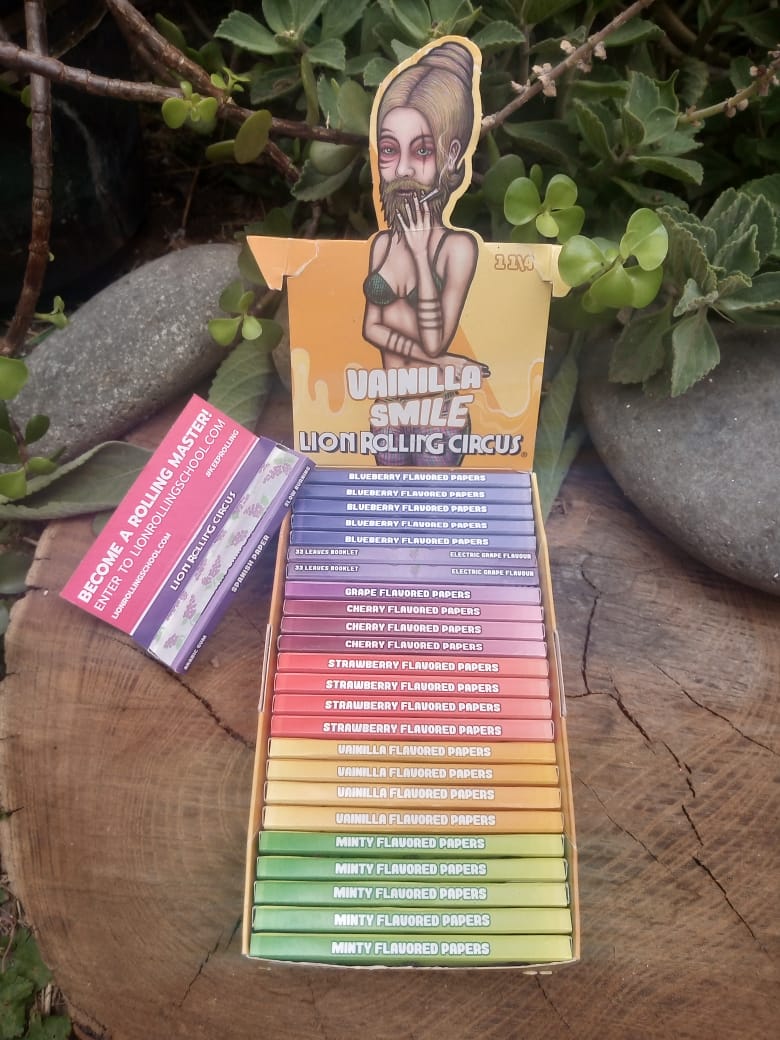 1 1\4
VAINILLA
SMILE
LION ROLLING CIRCUS
BECOME A ROLLING MASTER!
ENTER TO LIONROLLINGSCHOOL.COM
#KEEPROLLING
LIONROLLINGSCHOOL.COM
LION ROLLING CIRCUS
SLOW BURNING
SPANISH PAPER
ARABIC GUM
BLUEBERRY FLAVORED PAPERS
BLUEBERRY FLAVORED PAPERS
BLUEBERRY FLAVORED PAPERS
BLUEBERRY FLAVORED PAPERS
BLUEBERRY FLAVORED PAPERS
33 LEAVES BOOKLET ELECTRIC GRAPE FLAVOUR
33 LEAVES BOOKLET ELECTRIC GRAPE FLAVOUR
GRAPE FLAVORED PAPERS
CHERRY FLAVORED PAPERS
CHERRY FLAVORED PAPERS
CHERRY FLAVORED PAPERS
STRAWBERRY FLAVORED PAPERS
STRAWBERRY FLAVORED PAPERS
STRAWBERRY FLAVORED PAPERS
STRAWBERRY FLAVORED PAPERS
VAINILLA FLAVORED PAPERS
VAINILLA FLAVORED PAPERS
VAINILLA FLAVORED PAPERS
VAINILLA FLAVORED PAPERS
MINTY FLAVORED PAPERS
MINTY FLAVORED PAPERS
MINTY FLAVORED PAPERS
MINTY FLAVORED PAPERS
MINTY FLAVORED PAPERS